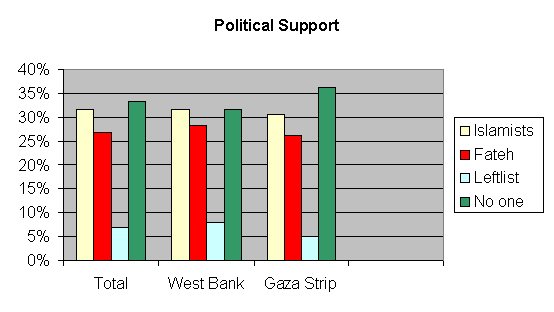 Political Support
40%
35%
30%
25%
20%
15%
10%
5%
0%
Total West Bank Gaza Strip
Islamists
Fateh
Leftlist
No one